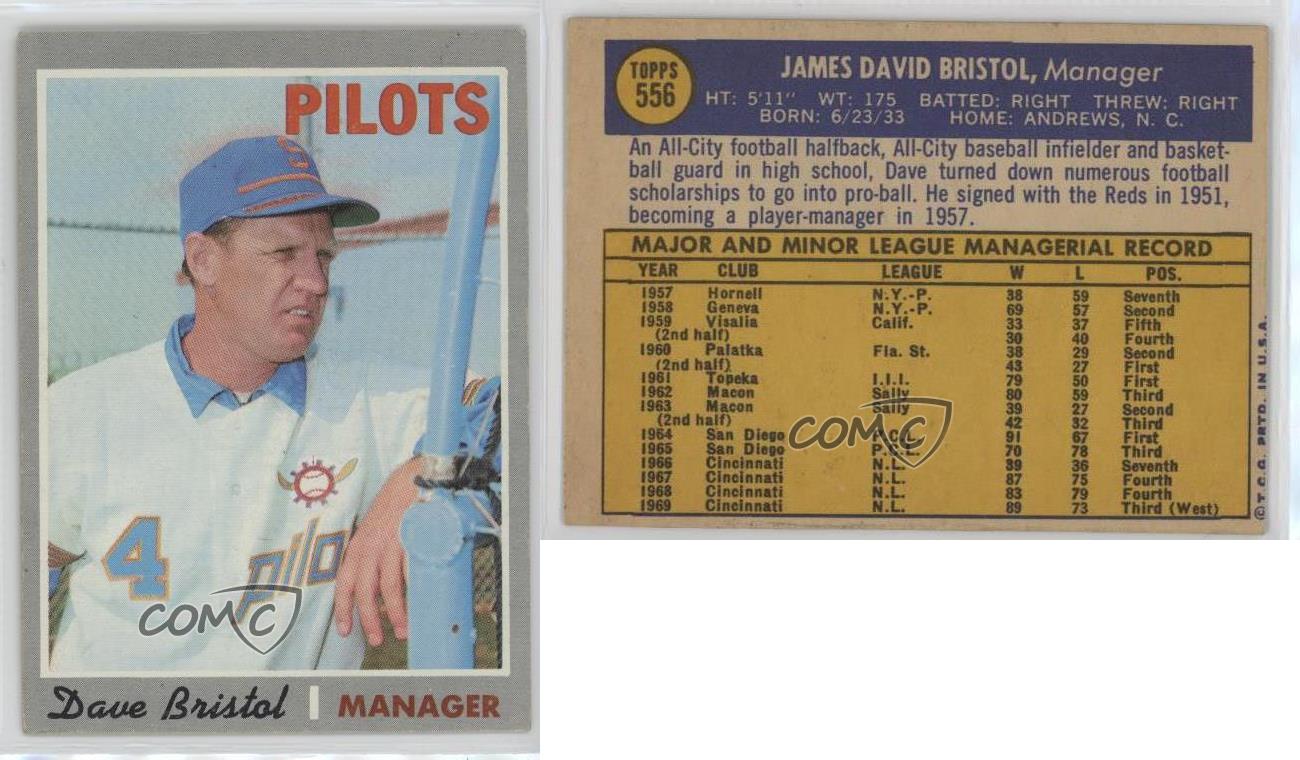 PILOTS
S
4
pilo
COMC
Dave Bristol | MANAGER
TOPPS
556
JAMES DAVID BRISTOL, Manager
HT: 5'11" WT: 175 BATTED: RIGHT THREW: RIGHT
BORN: 6/23/33 HOME: ANDREWS, N. C.
An All-City football halfback, All-City baseball infielder and basket-
ball guard in high school, Dave turned down numerous football
scholarships to go into pro-ball. He signed with the Reds in 1951,
becoming a player-manager in 1957.
MAJOR AND MINOR LEAGUE MANAGERIAL RECORD
YEAR CLUB LEAGUE W L POS.
1957 Hornell N.Y.-P. 38 59 Seventh
1958 Geneva N.Y.-P. 69 57 Second
1959 Visalia Calif. 33 37 Fifth
(2nd half) 30 40 Fourth
1960 Palatka Fla. St. 38 29 Second
(2nd half) 43 27 First
1961 Topeka I.I.I. 79 50 First
1962 Macon Sally 80 59 Third
1963 Macon Sally 39 27 Second
(2nd half) 42 32 Third
1964 San Diego P.C.L. 91 67 First
1965 San Diego P.C.L. 70 78 Third
1966 Cincinnati N.L. 39 36 Seventh
1967 Cincinnati N.L. 87 75 Fourth
1968 Cincinnati N.L. 83 79 Fourth
1969 Cincinnati N.L. 89 73 Third (West)
COMC
© T.C.G. PRTD. IN U.S.A.